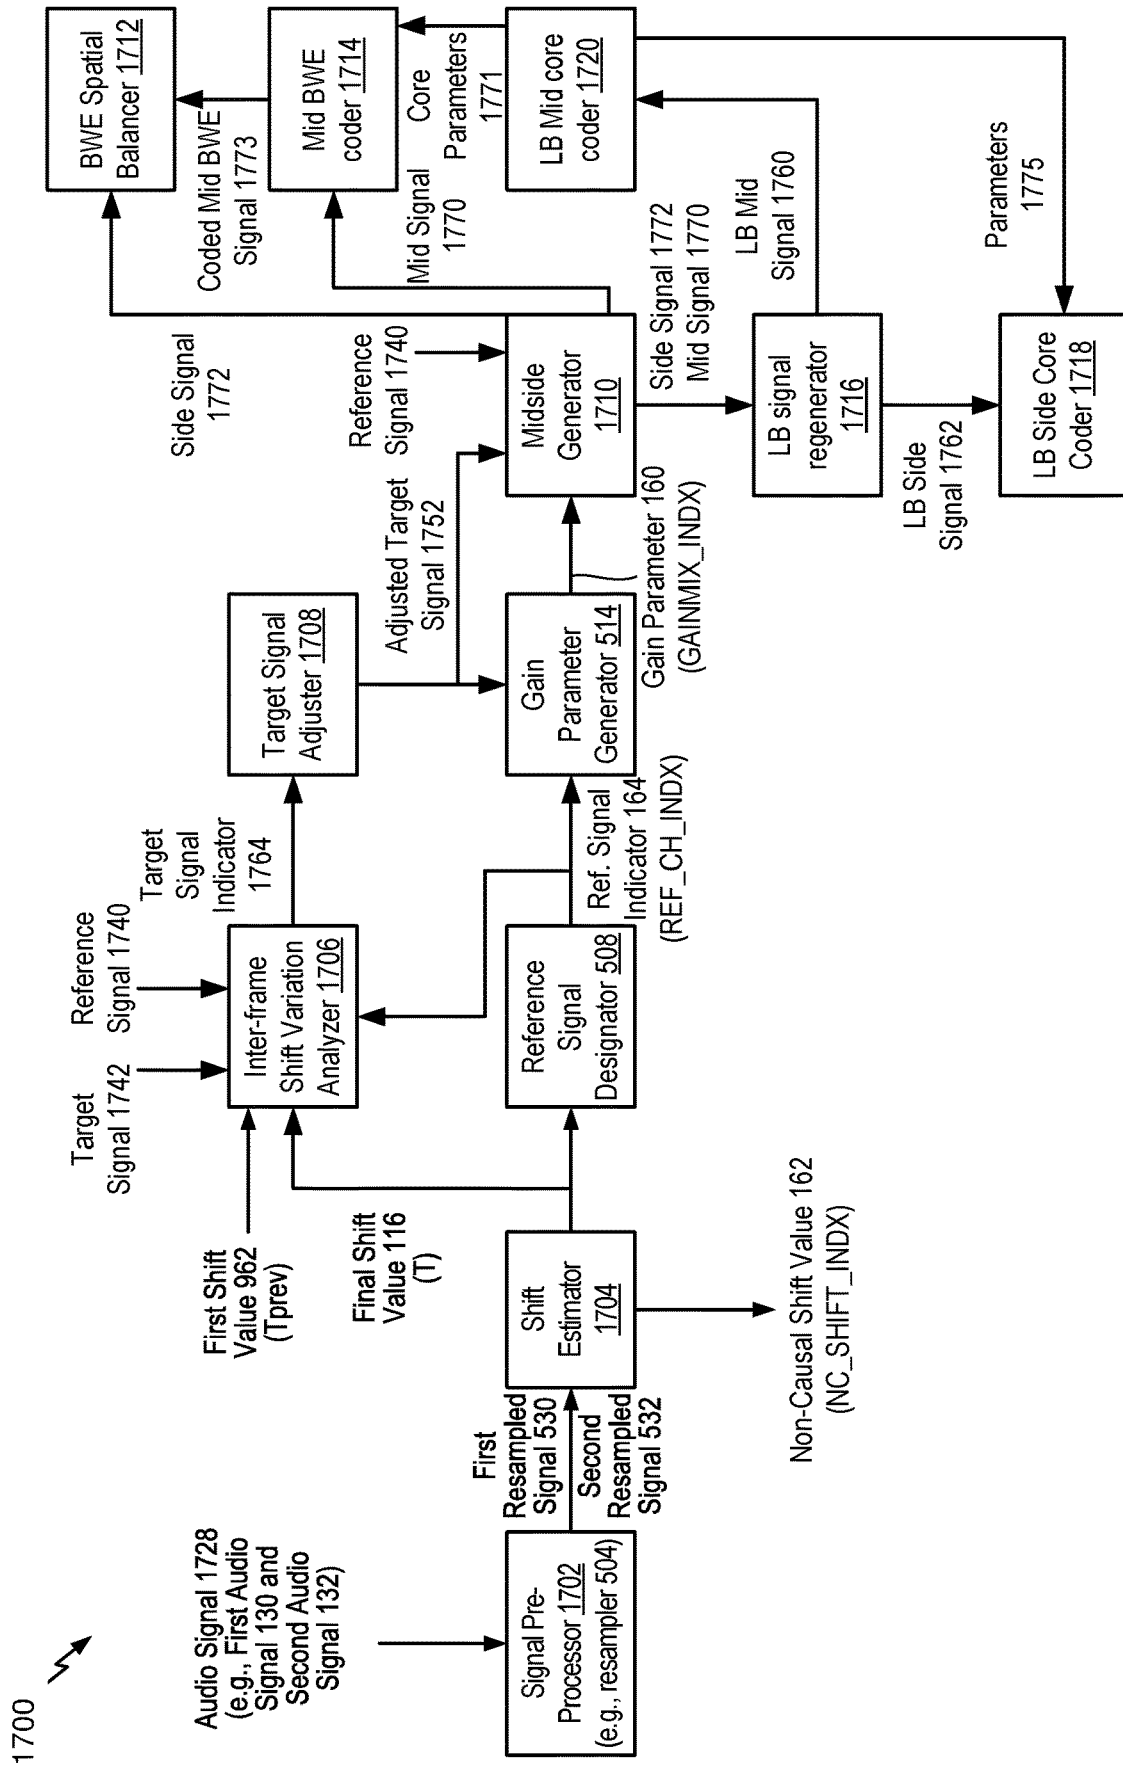 1700
Audio Signal 1728
(e.g., First Audio
Signal 130 and
Second Audio
Signal 132)
Signal Pre-
Processor 1702
(e.g., resampler 504)
First
Resampled
Signal 530
Second
Resampled
Signal 532
Shift
Estimator
1704
Non-Causal Shift Value 162
(NC_SHIFT_INDX)
First Shift
Value 962
(Tprev)
Final Shift
Value 116
(T)
Target
Signal 1742
Reference
Signal 1740
Inter-frame
Shift Variation
Analyzer 1706
Reference
Signal
Designator 508
Target
Signal
Indicator
1764
Ref. Signal
Indicator 164
(REF_CH_INDX)
Target Signal
Adjuster 1708
Gain
Parameter
Generator 514
Adjusted Target
Signal 1752
Gain Parameter 160
(GAINMIX_INDX)
Reference
Signal 1740
Midside
Generator
1710
Side Signal
1772
Side Signal 1772
Mid Signal 1770
LB signal
regenerator
1716
LB Side
Signal 1762
LB Side Core
Coder 1718
Mid Signal
1770
Coded Mid BWE
Signal 1773
LB Mid
Signal 1760
Core
Parameters
1771
Parameters
1775
BWE Spatial
Balancer 1712
Mid BWE
coder 1714
LB Mid core
coder 1720